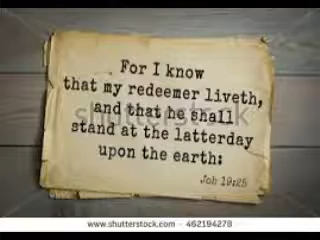 For I know
that my redeemer liveth,
and that he shall
stand at the latterday
upon the earth:
Job 19:25
shutterstock
www.shutterstock.com · 462194278